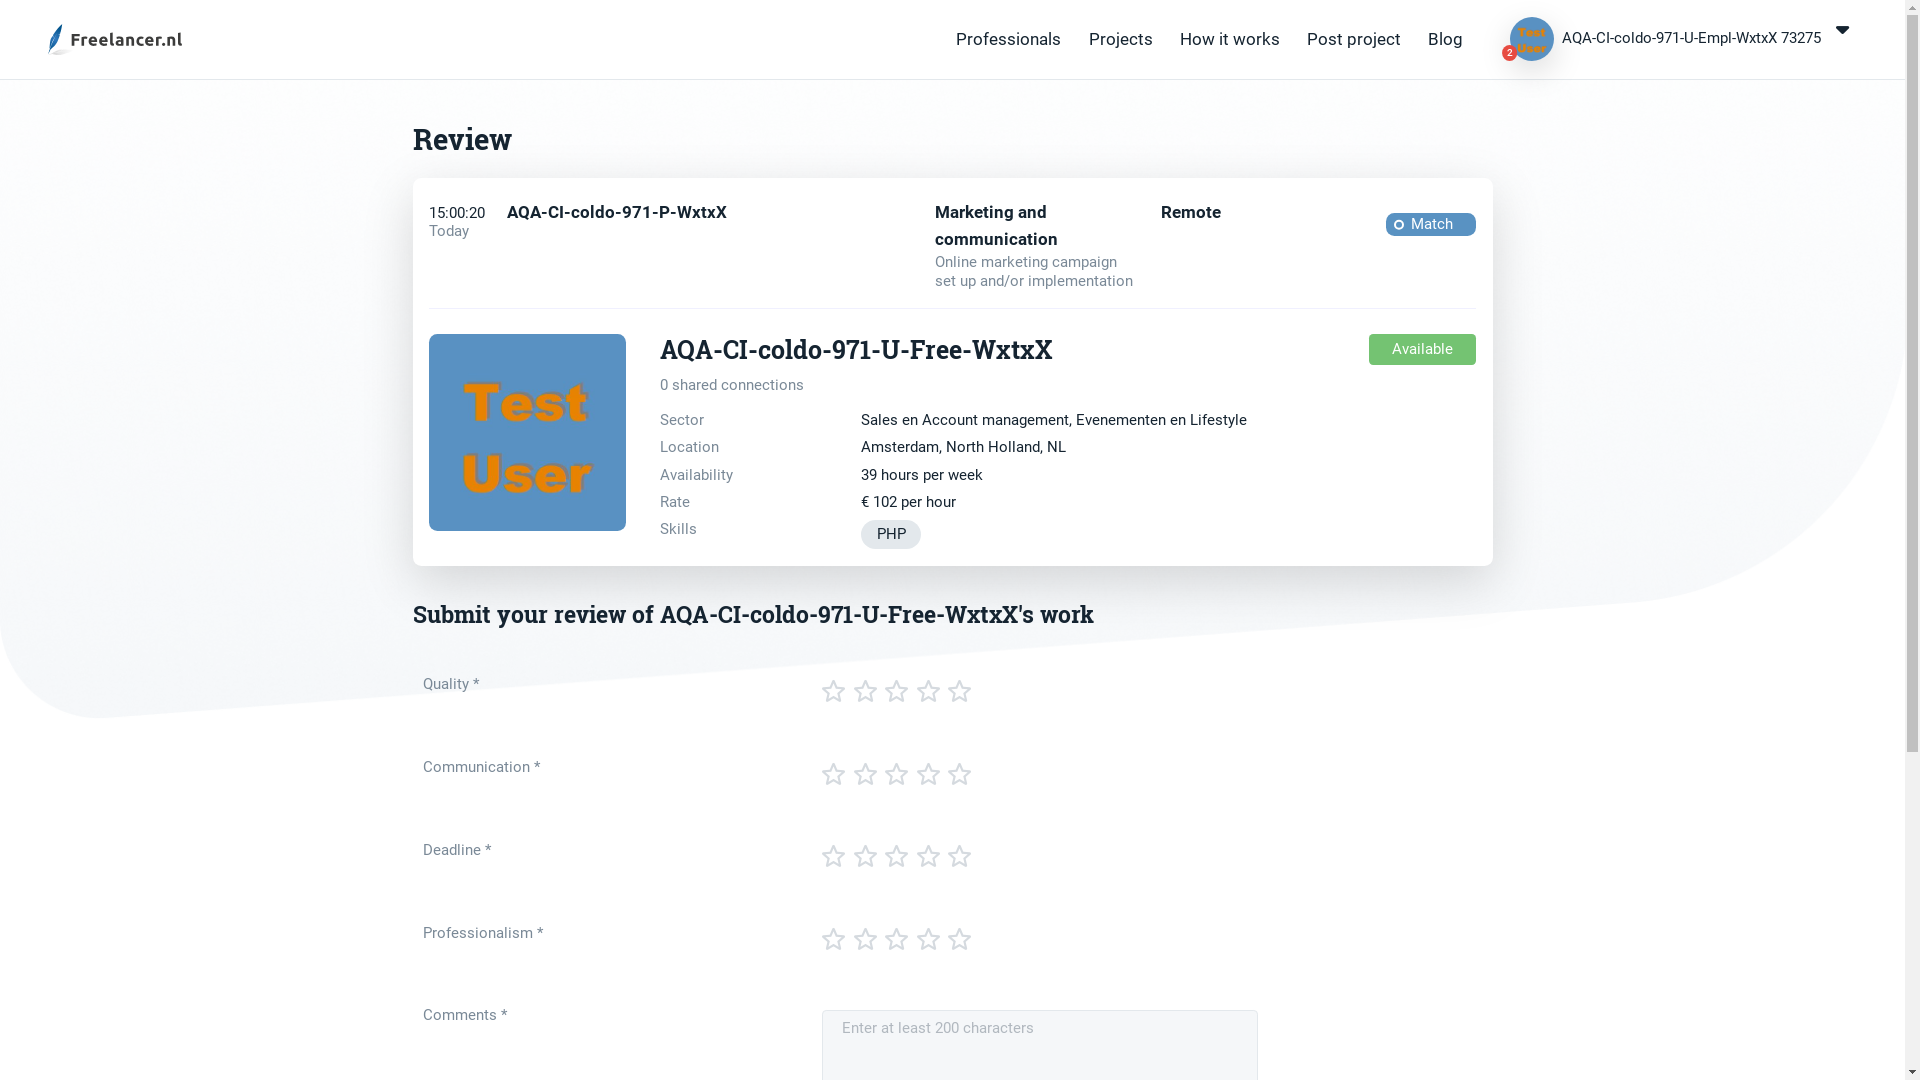 Freelancer.nl
Professionals
Projects
How it works
Post project
Blog
Test
User
2
AQA-CI-coldo-971-U-Empl-WxtxX 73275
Review
15:00:20
Today
AQA-CI-coldo-971-P-WxtxX
Marketing and
communication
Online marketing campaign
set up and/or implementation
Remote
Match
Test
User
AQA-CI-coldo-971-U-Free-WxtxX
Available
0 shared connections
Sector
Sales en Account management, Evenementen en Lifestyle
Location
Amsterdam, North Holland, NL
Availability
39 hours per week
Rate
€ 102 per hour
Skills
PHP
Submit your review of AQA-CI-coldo-971-U-Free-WxtxX's work
Quality *
Communication *
Deadline *
Professionalism *
Comments *
Enter at least 200 characters